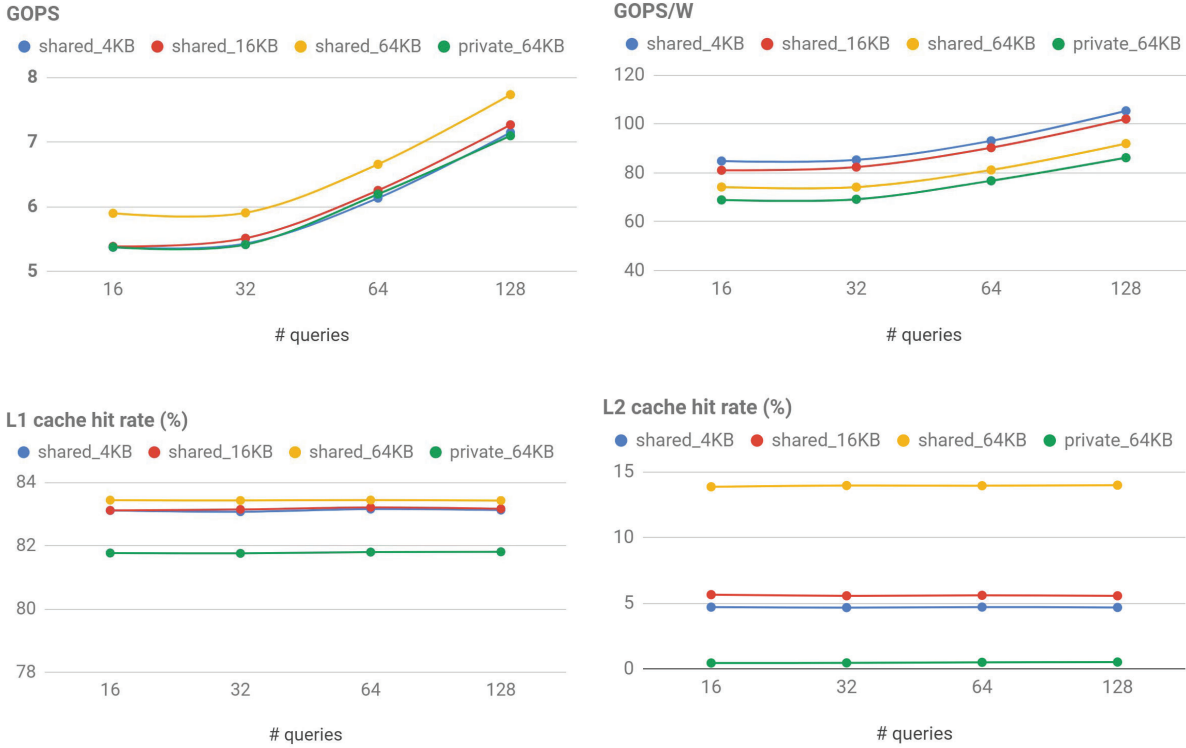 GOPS
shared_4KB shared_16KB shared_64KB private_64KB
8
7
6
5
16 32 64 128
# queries
GOPS/W
shared_4KB shared_16KB shared_64KB private_64KB
120
100
80
60
40
16 32 64 128
# queries
L1 cache hit rate (%)
shared_4KB shared_16KB shared_64KB private_64KB
84
82
80
78
16 32 64 128
# queries
L2 cache hit rate (%)
shared_4KB shared_16KB shared_64KB private_64KB
15
10
5
0
16 32 64 128
# queries